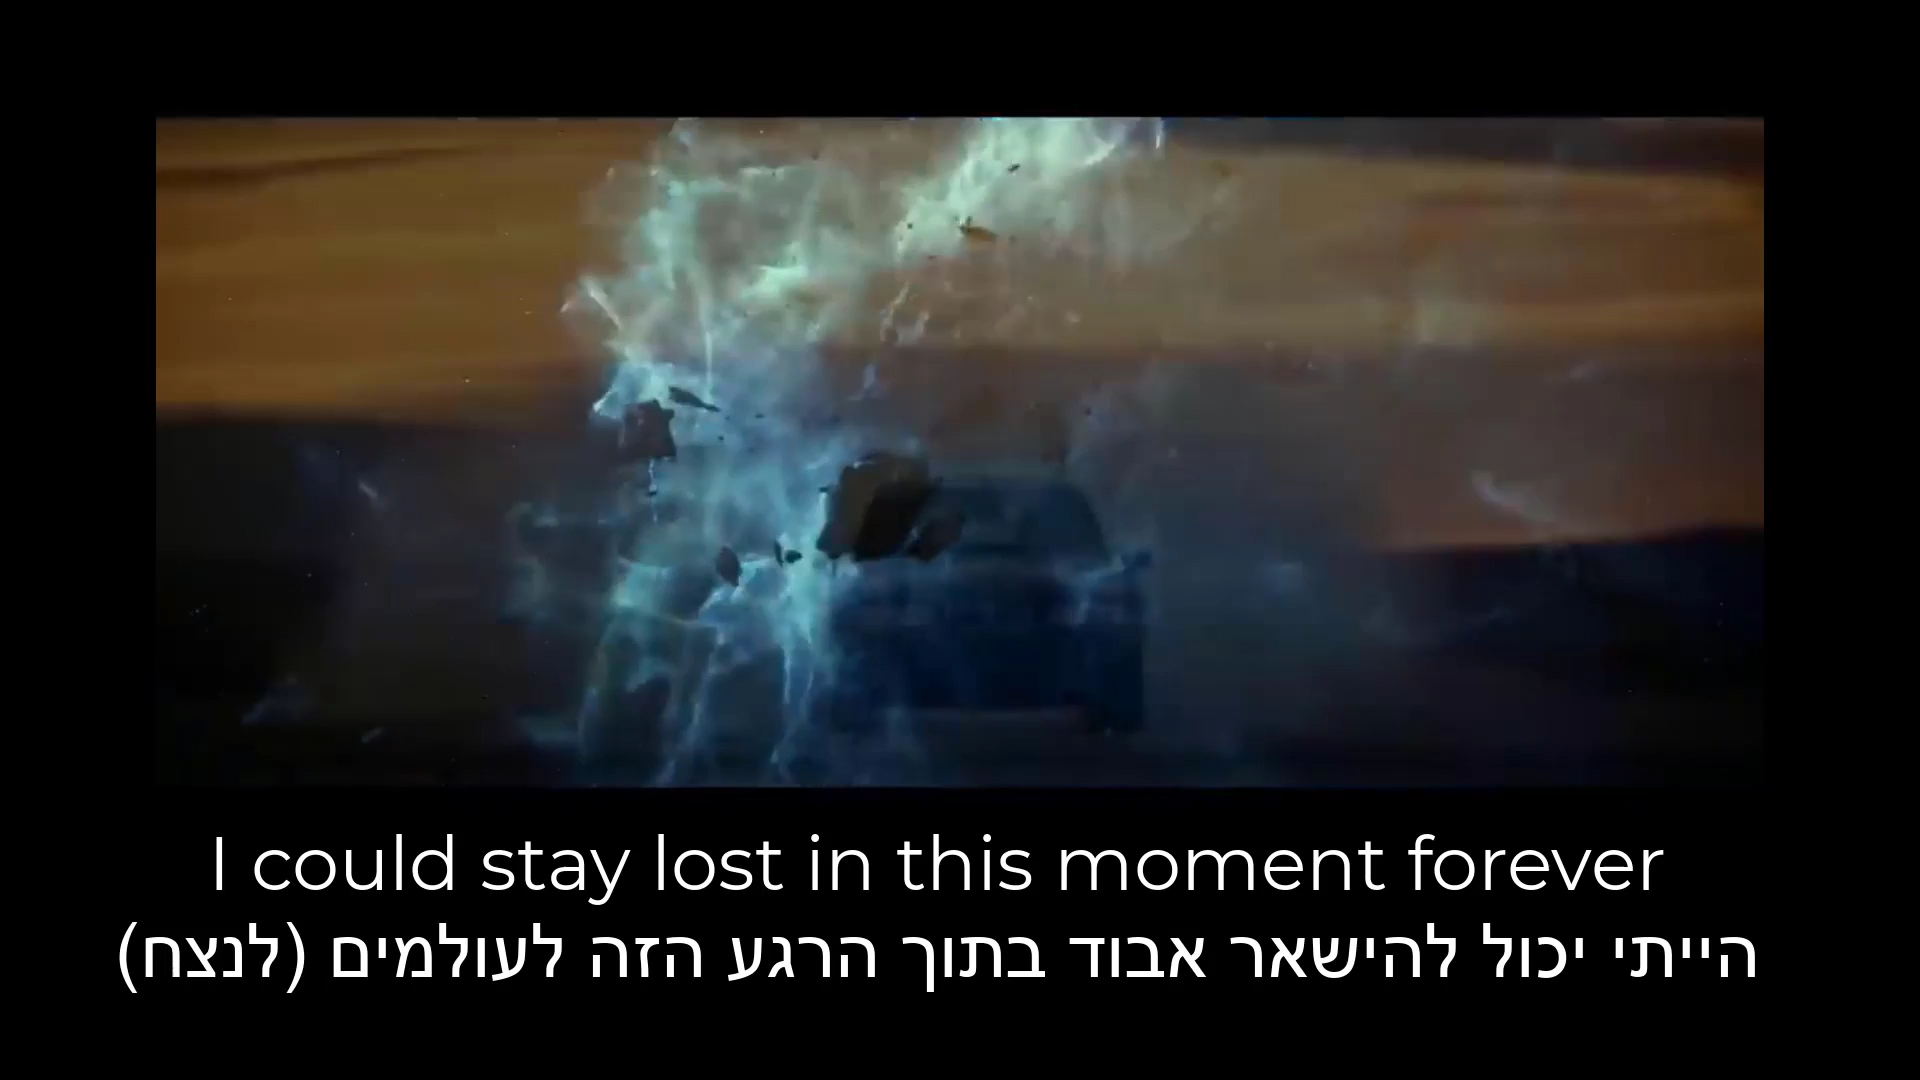 I could stay lost in this moment forever
הייתי יכול להישאר אבוד בתוך הרגע הזה לעולמים (לנצח)